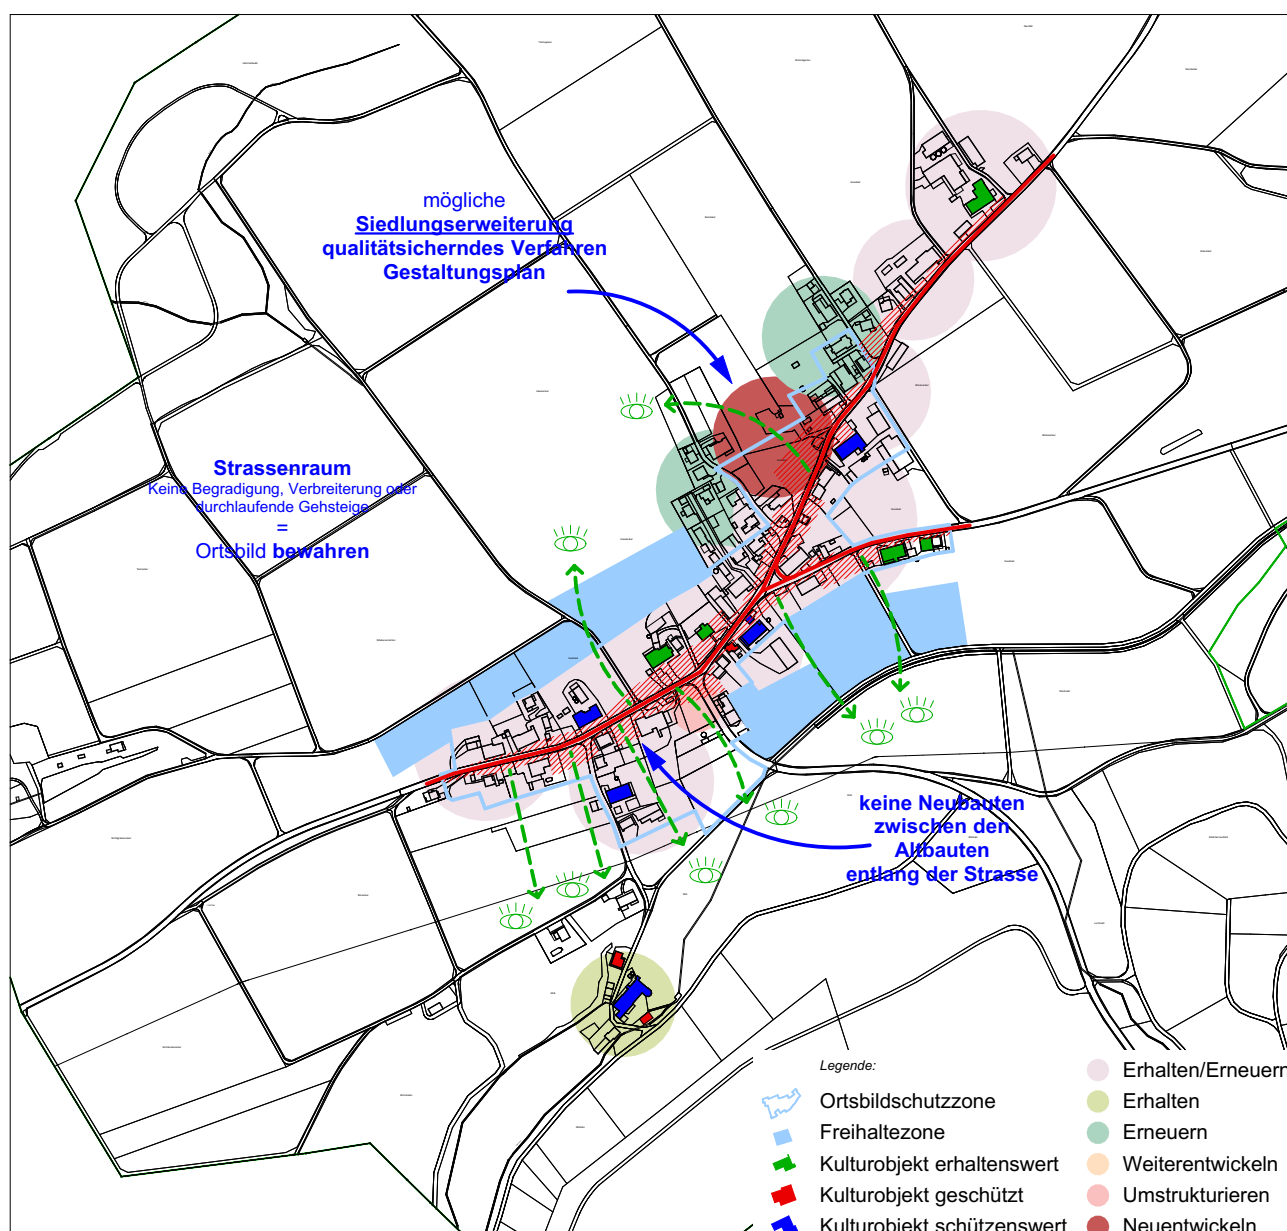 mögliche
Siedlungserweiterung
qualitätsicherndes Verfahren
Gestaltungsplan
Strassenraum
Keine Begradigung, Verbreiterung oder
durchlaufende Gehsteige
=
Ortsbild bewahren
keine Neubauten
zwischen den
Altbauten
entlang der Strasse
Legende:
Ortsbildschutzzone
Freihaltezone
Kulturobjekt erhaltenswert
Kulturobjekt geschützt
Kulturobjekt schützenswert
Erhalten/Erneuern
Erhalten
Erneuern
Weiterentwickeln
Umstrukturieren
Neuentwickeln